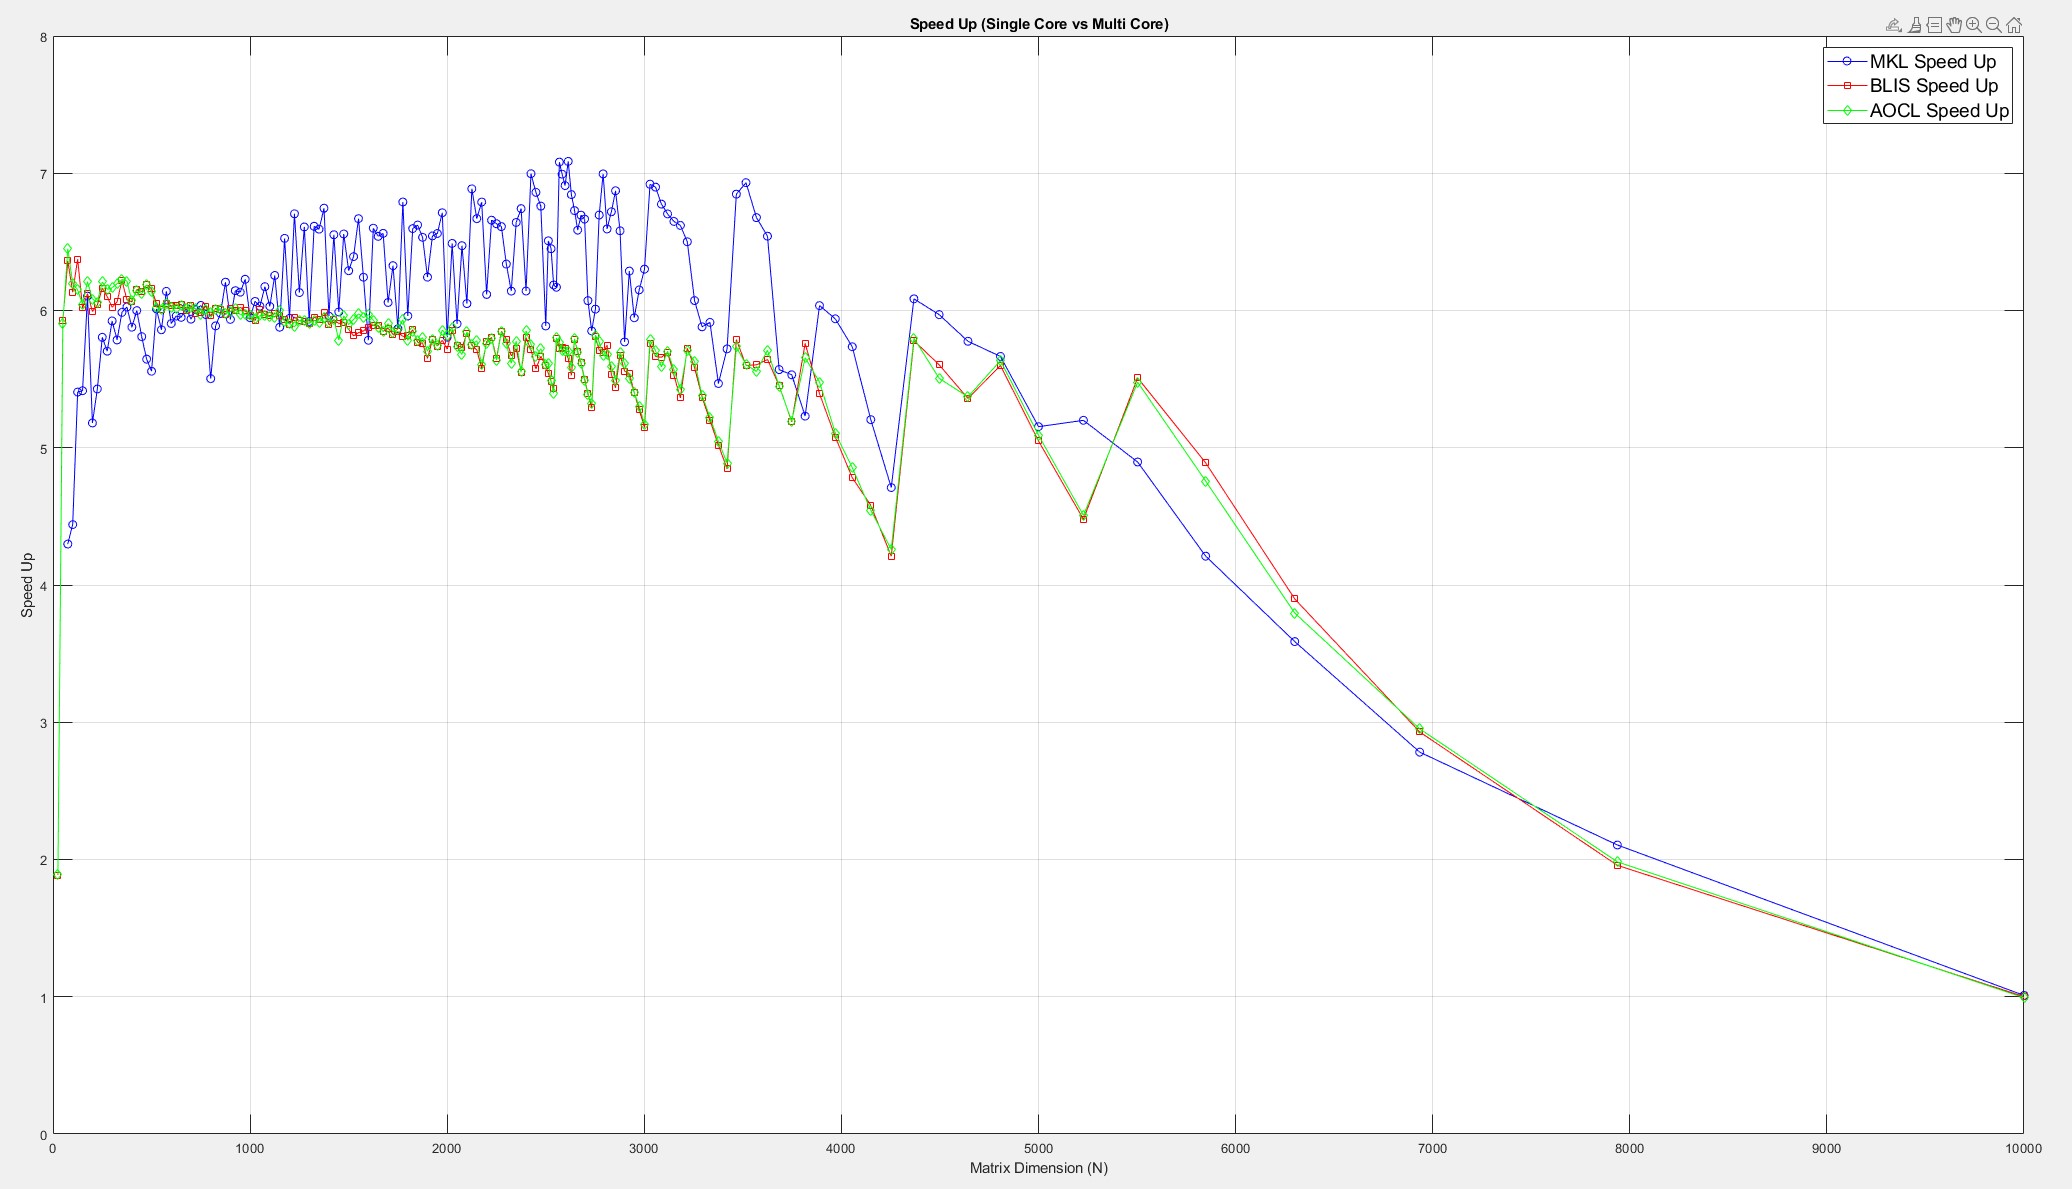 Speed Up (Single Core vs Multi Core)
MKL Speed Up
BLIS Speed Up
AOCL Speed Up
8
7
6
5
4
3
2
1
0
Speed Up
0 1000 2000 3000 4000 5000 6000 7000 8000 9000 10000
Matrix Dimension (N)